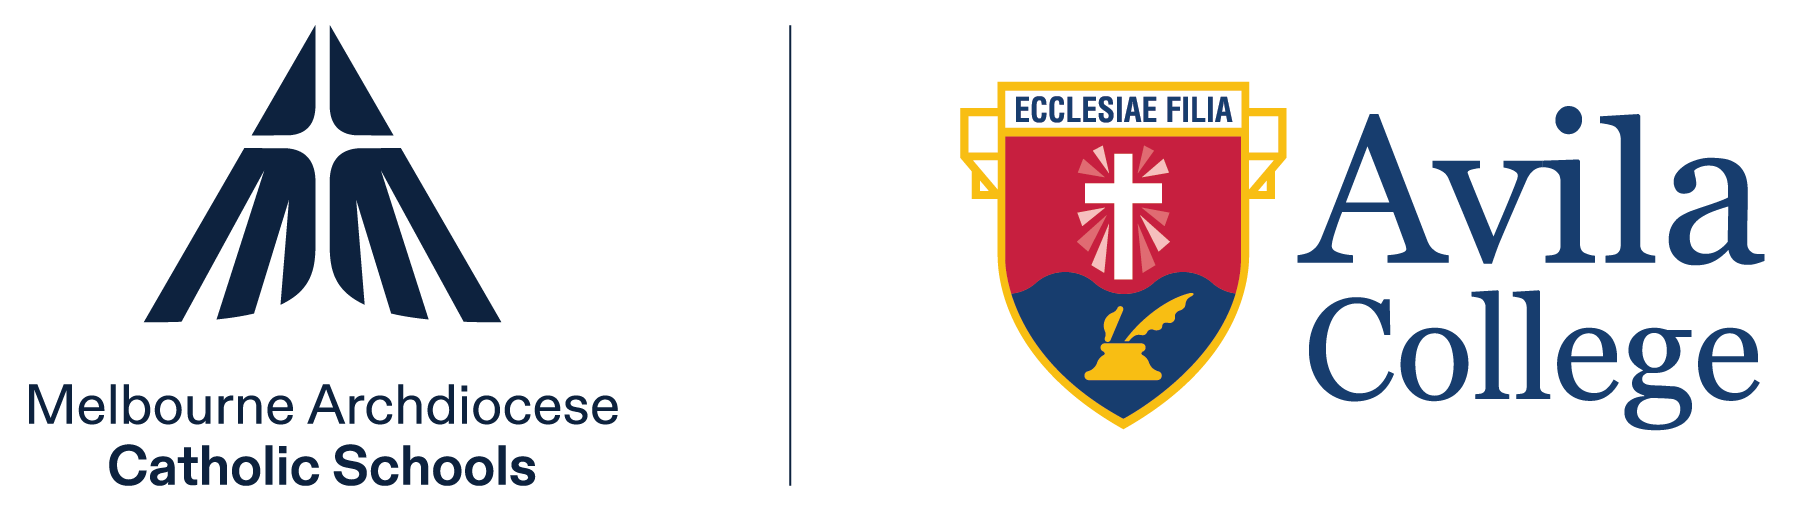 Melbourne Archdiocese
Catholic Schools
ECCLESIAE FILIA
Avila
College